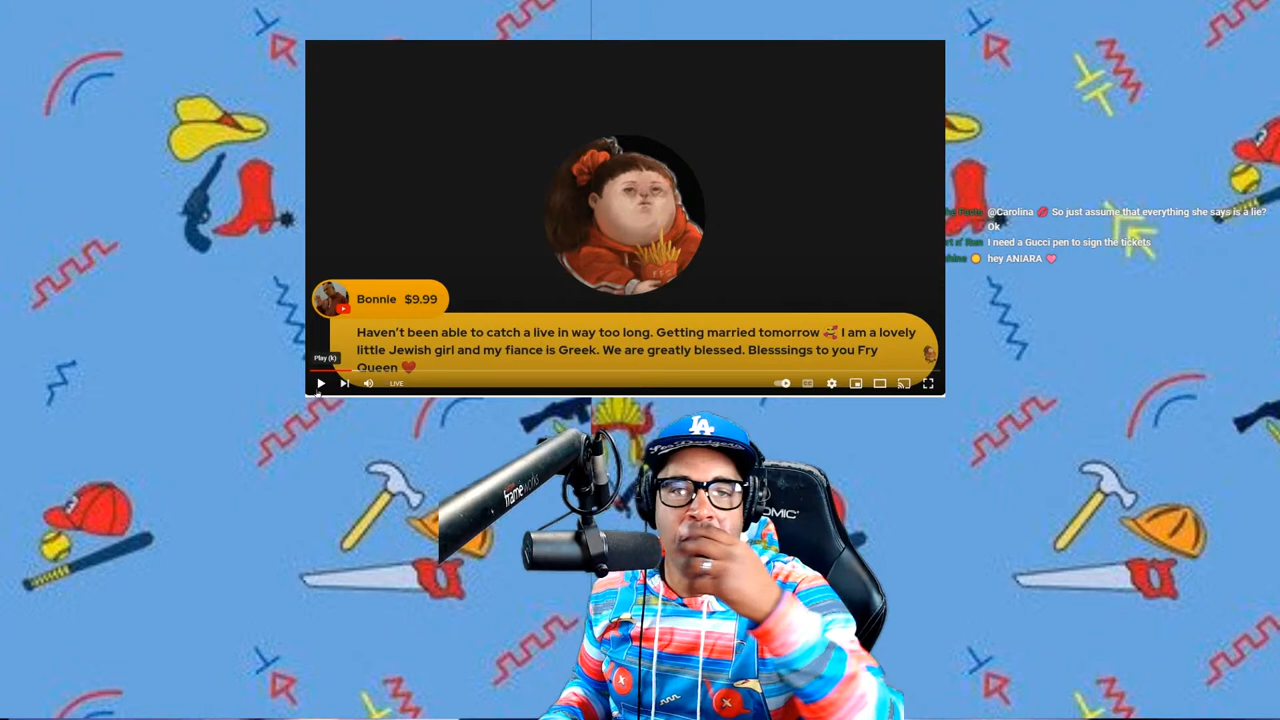 Bonnie $9.99
Haven't been able to catch a live in way too long. Getting married tomorrow 🥰 I am a lovely
little Jewish girl and my fiance is Greek. We are greatly blessed. Blesssings to you Fry
Queen ❤️
Play (k)
LIVE
@Carolina 💋 So just assume that everything she says is a lie?
Ok
I need a Gucci pen to sign the tickets
hey ANIARA 💗
LA
Los Dodgers
frameworks
OMIC